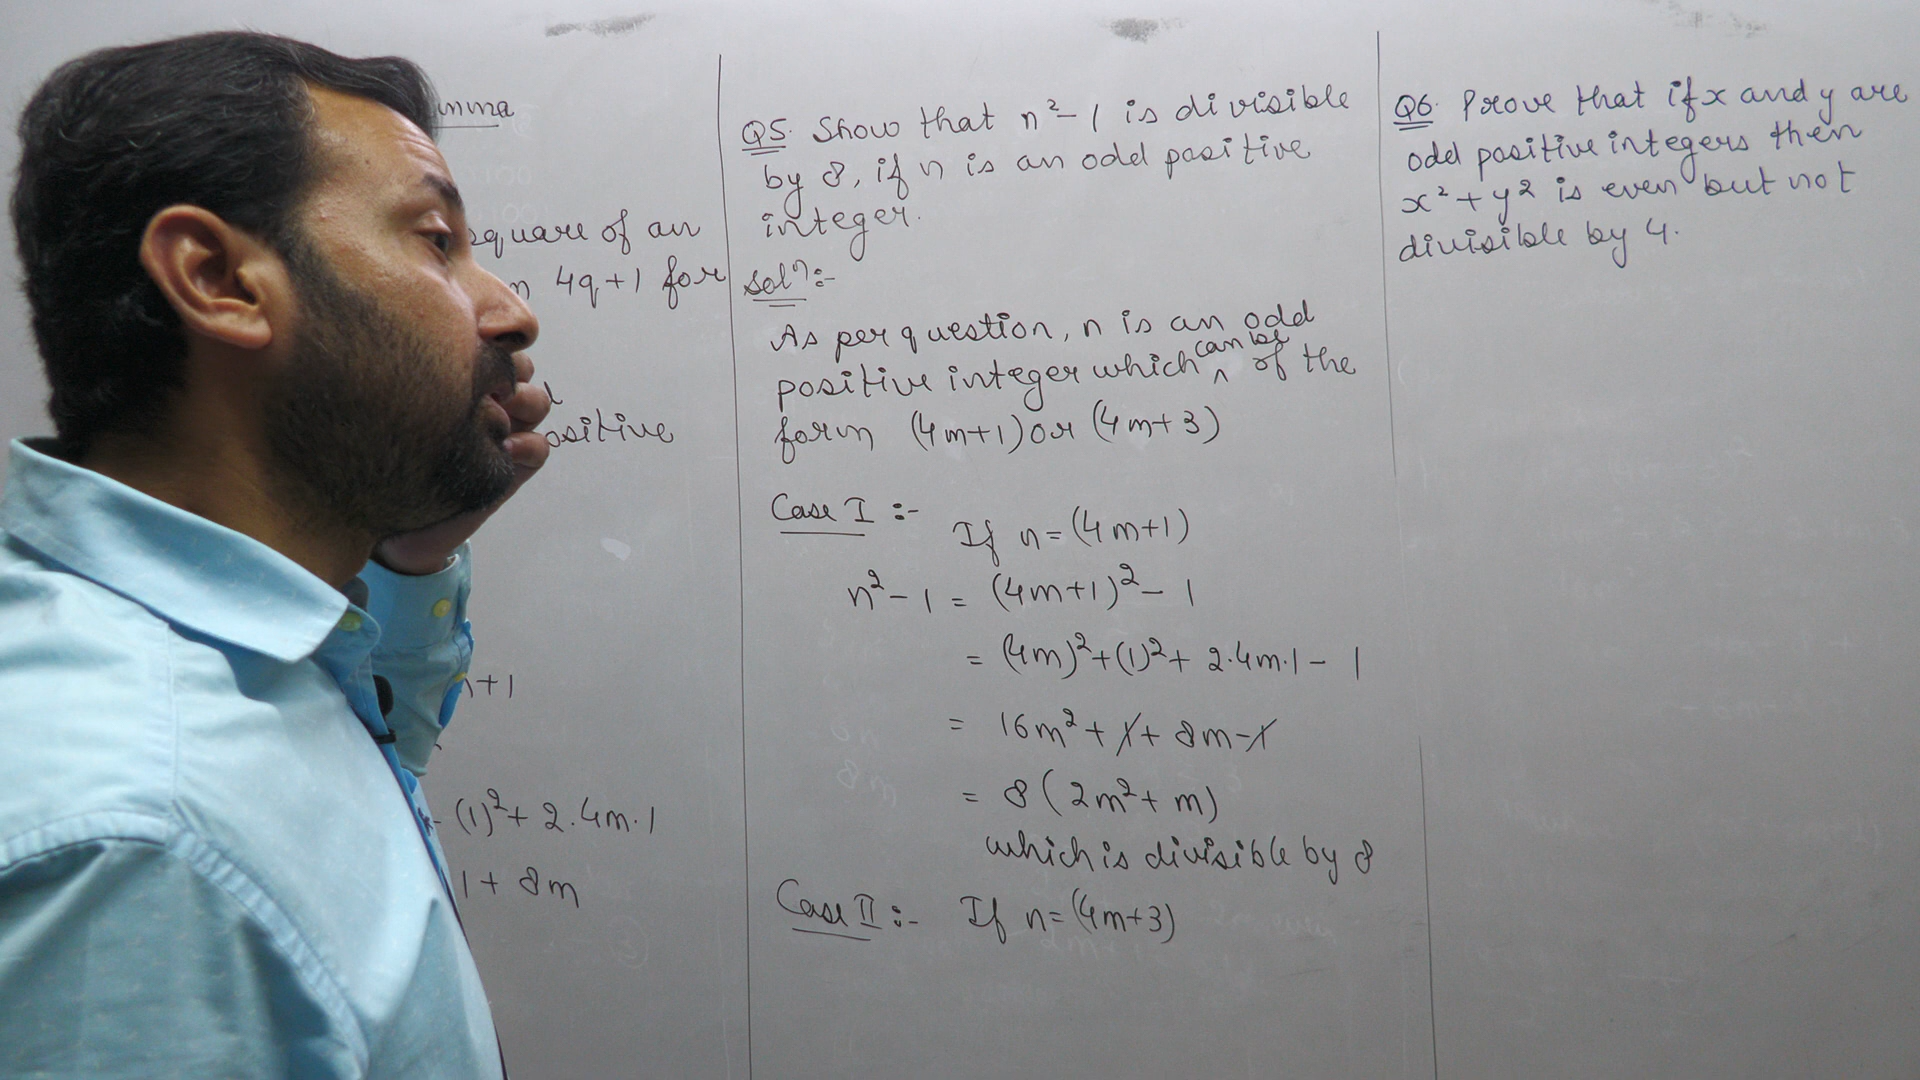 square of an
4q+1 for
+1
(1)²+ 2.4m.1
1+ 8m
Q5. Show that n²-1 is divisible
by 8, if n is an odd positive
integer.
Solⁿ:-
As per question, n is an odd
positive integer which can be of the
form (4m+1) or (4m+3)
Case I :- If n=(4m+1)
n²-1 = (4m+1)²- 1
= (4m)²+(1)²+ 2.4m.1 - 1
= 16m²+ 1+ 8m-1
= 8(2m²+ m)
which is divisible by 8
Case II :- If n=(4m+3)
Q6. Prove that if x and y are
odd positive integers then
x²+y² is even but not
divisible by 4.